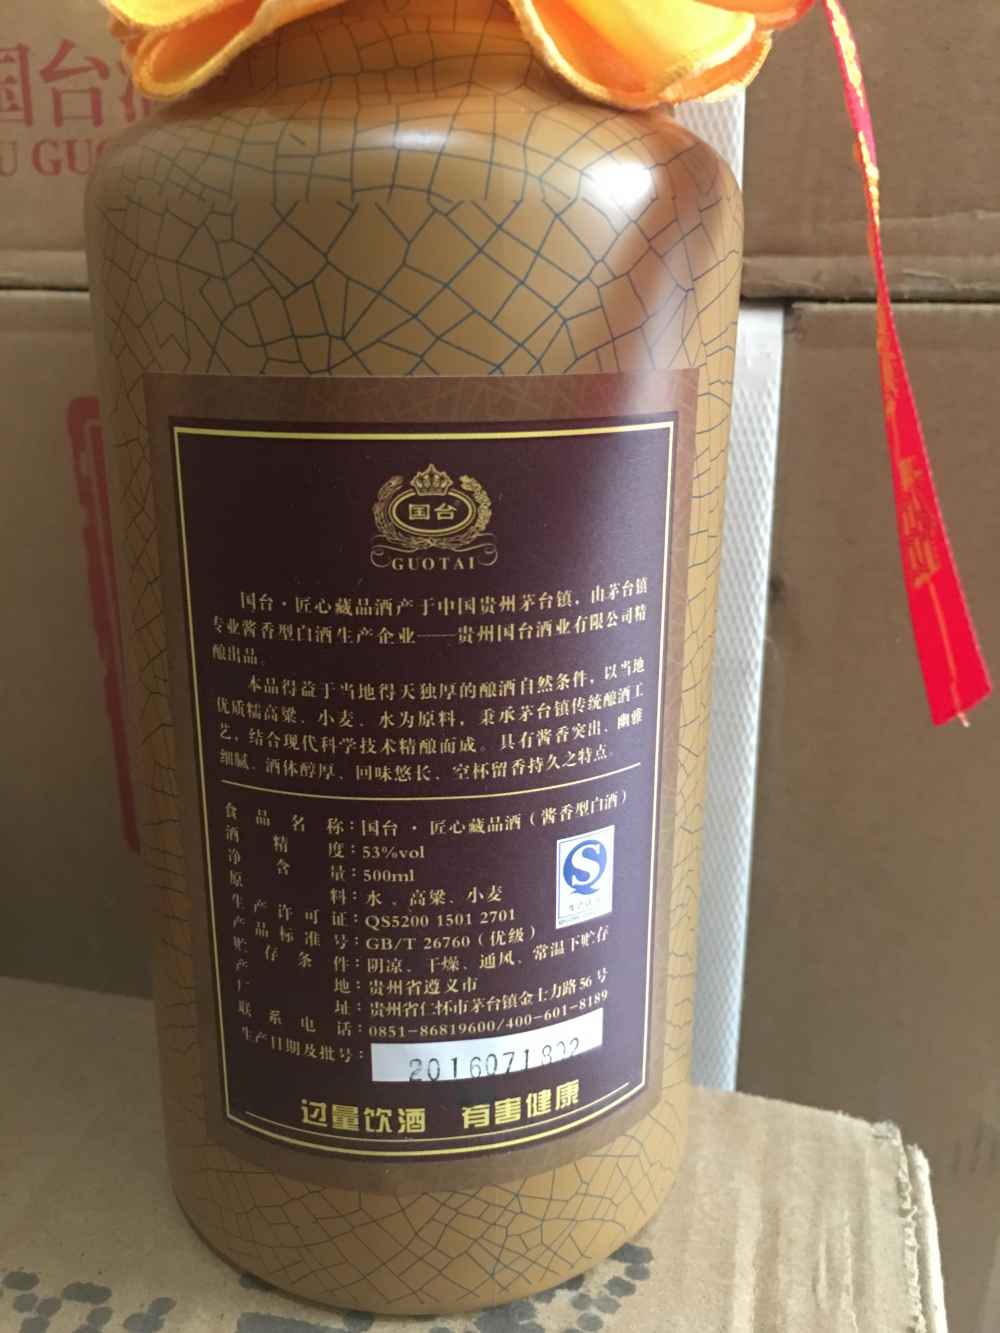 国台
U GUO
国台
GUOTAI
国台·匠心藏品酒产于中国贵州茅台镇，由茅台镇
专业酱香型白酒生产企业——贵州国台酒业有限公司精
酿出品。
本品得益于当地得天独厚的酿酒自然条件，以当地
优质糯高粱、小麦、水为原料，秉承茅台镇传统酿酒工
艺，结合现代科学技术精酿而成。具有酱香突出、幽雅
细腻、酒体醇厚、回味悠长、空杯留香持久之特点。
食品名称：国台·匠心藏品酒（酱香型白酒）
酒精度：53%vol
净含量：500ml
原料：水、高粱、小麦
生产许可证：QS5200 1501 2701
产品标准号：GB/T 26760（优级）
贮存条件：阴凉、干燥、通风、常温下贮存
产地：贵州省遵义市
厂址：贵州省仁怀市茅台镇金士力路56号
联系电话：0851-86819600/400-601-8189
生产日期及批号：
20160718
过量饮酒 有害健康